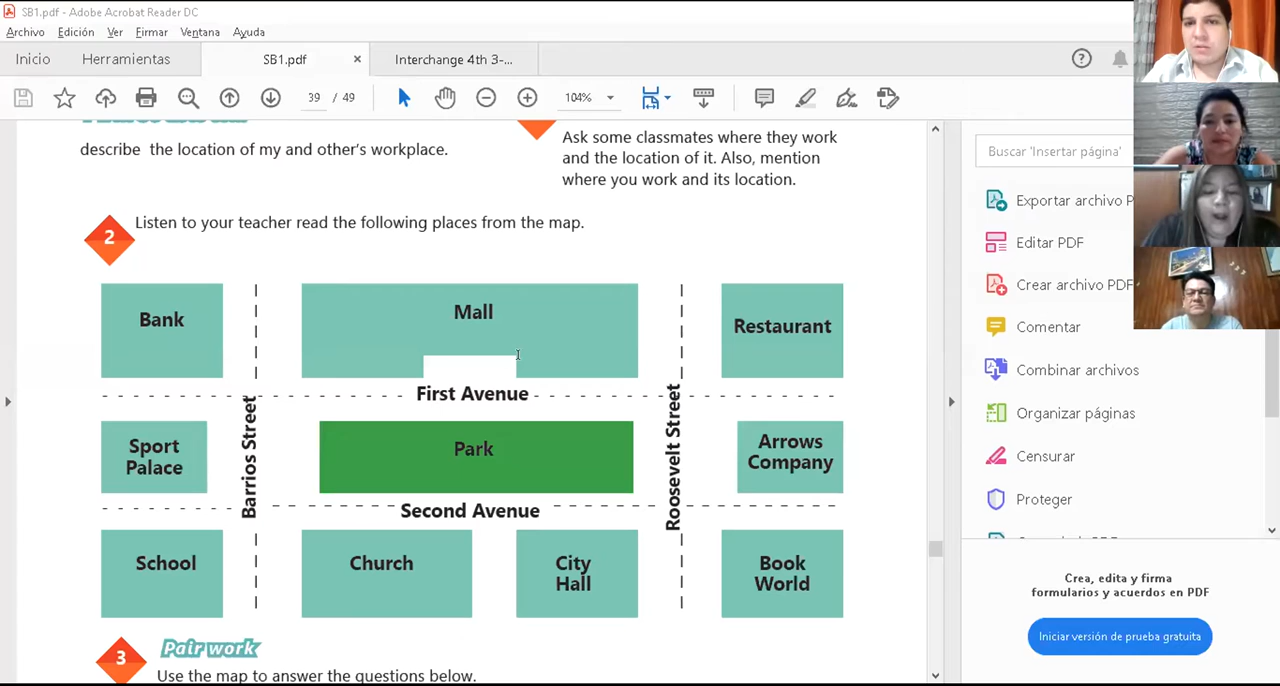 SB1.pdf - Adobe Acrobat Reader DC
Archivo Edición Ver Firmar Ventana Ayuda
Inicio Herramientas SB1.pdf × Interchange 4th 3-...
39 / 49 104%
describe the location of my and other's workplace.
Ask some classmates where they work
and the location of it. Also, mention
where you work and its location.
2 Listen to your teacher read the following places from the map.
Bank
Mall
Restaurant
First Avenue
Barrios Street
Roosevelt Street
Sport
Palace
Park
Arrows
Company
Second Avenue
School
Church
City
Hall
Book
World
3 Pair work
Use the map to answer the questions below.
Buscar 'Insertar página'
Exportar archivo P
Editar PDF
Crear archivo PDF
Comentar
Combinar archivos
Organizar páginas
Censurar
Proteger
Crea, edita y firma
formularios y acuerdos en PDF
Iniciar versión de prueba gratuita